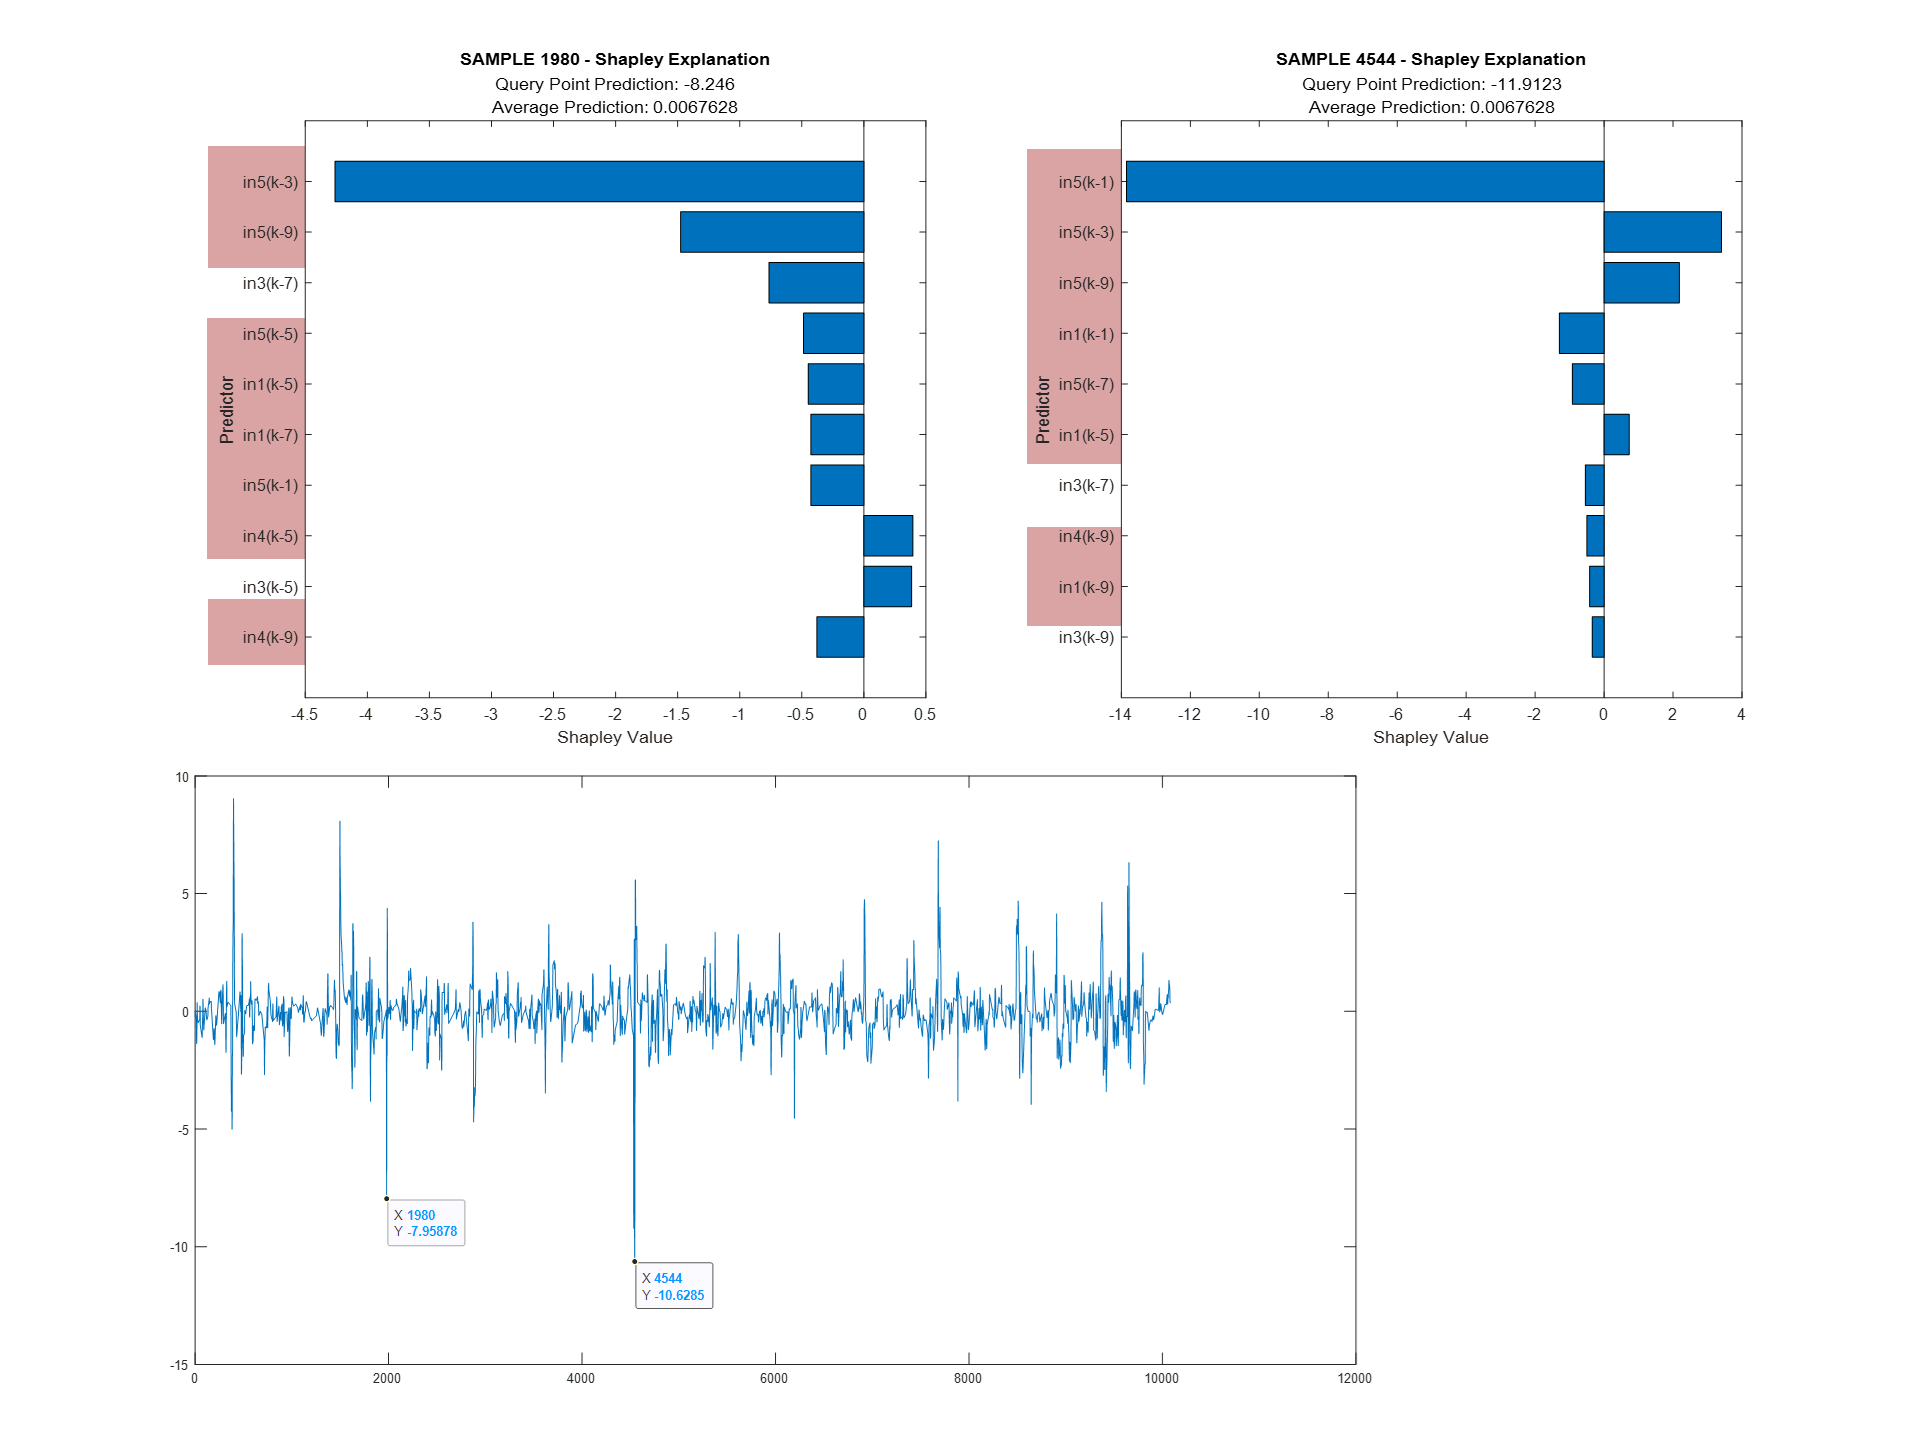 SAMPLE 1980 - Shapley Explanation
Query Point Prediction: -8.246
Average Prediction: 0.0067628
in5(k-3)
in5(k-9)
in3(k-7)
in5(k-5)
in1(k-5)
in1(k-7)
in5(k-1)
in4(k-5)
in3(k-5)
in4(k-9)
Predictor
-4.5 -4 -3.5 -3 -2.5 -2 -1.5 -1 -0.5 0 0.5
Shapley Value
SAMPLE 4544 - Shapley Explanation
Query Point Prediction: -11.9123
Average Prediction: 0.0067628
in5(k-1)
in5(k-3)
in5(k-9)
in1(k-1)
in5(k-7)
in1(k-5)
in3(k-7)
in4(k-9)
in1(k-9)
in3(k-9)
Predictor
-14 -12 -10 -8 -6 -4 -2 0 2 4
Shapley Value
10
5
0
-5
-10
-15
X 1980
Y -7.95878
X 4544
Y -10.6285
0 2000 4000 6000 8000 10000 12000